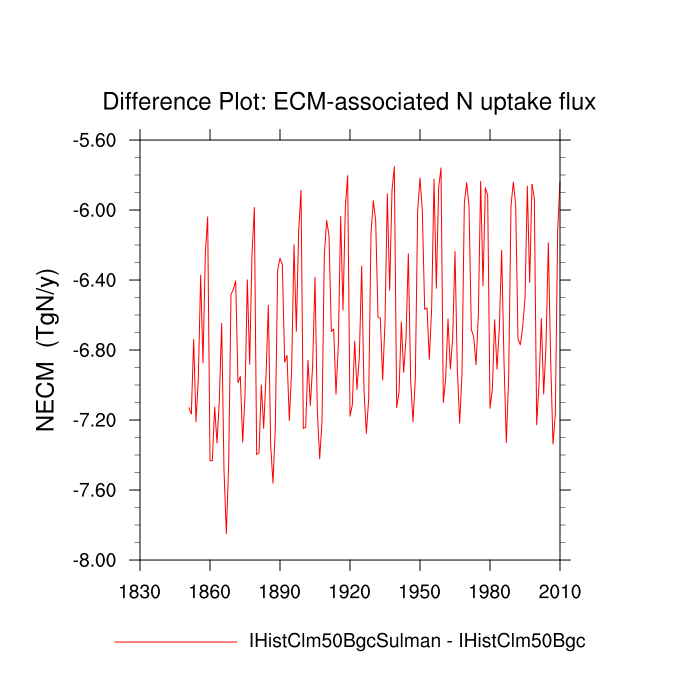 Difference Plot: ECM-associated N uptake flux
NECM (TgN/y)
-5.60
-6.00
-6.40
-6.80
-7.20
-7.60
-8.00
1830 1860 1890 1920 1950 1980 2010
IHistClm50BgcSulman - IHistClm50Bgc